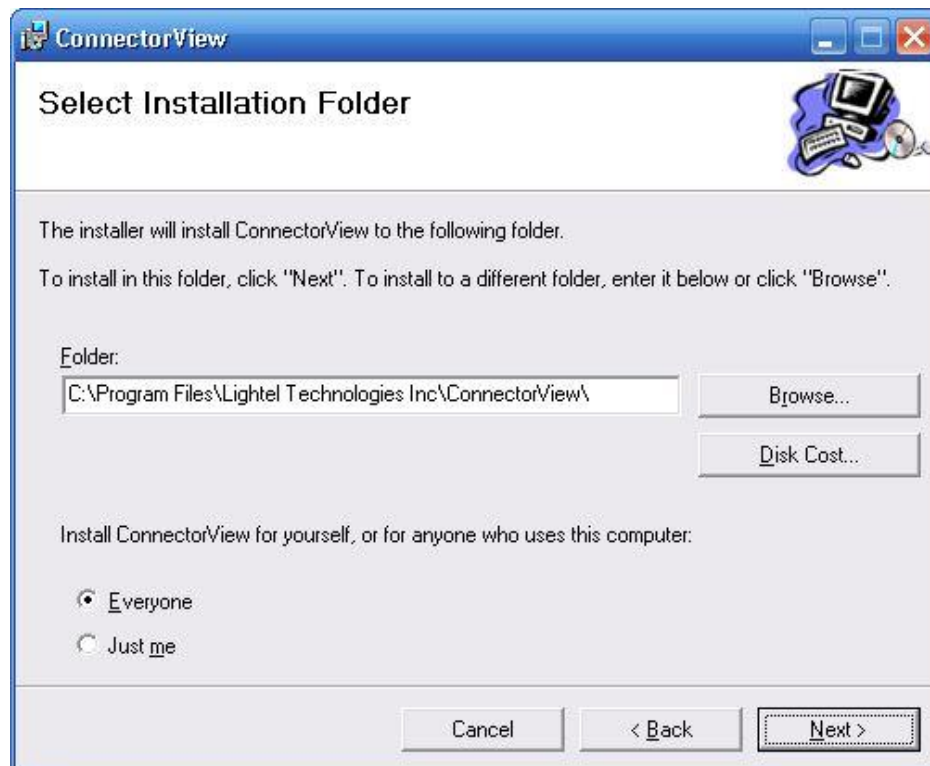 ConnectorView
Select Installation Folder
The installer will install ConnectorView to the following folder.
To install in this folder, click "Next". To install to a different folder, enter it below or click "Browse".
Folder:
C:\Program Files\Lightel Technologies Inc\ConnectorView\
Browse...
Disk Cost...
Install ConnectorView for yourself, or for anyone who uses this computer:
Everyone
Just me
Cancel
< Back
Next >